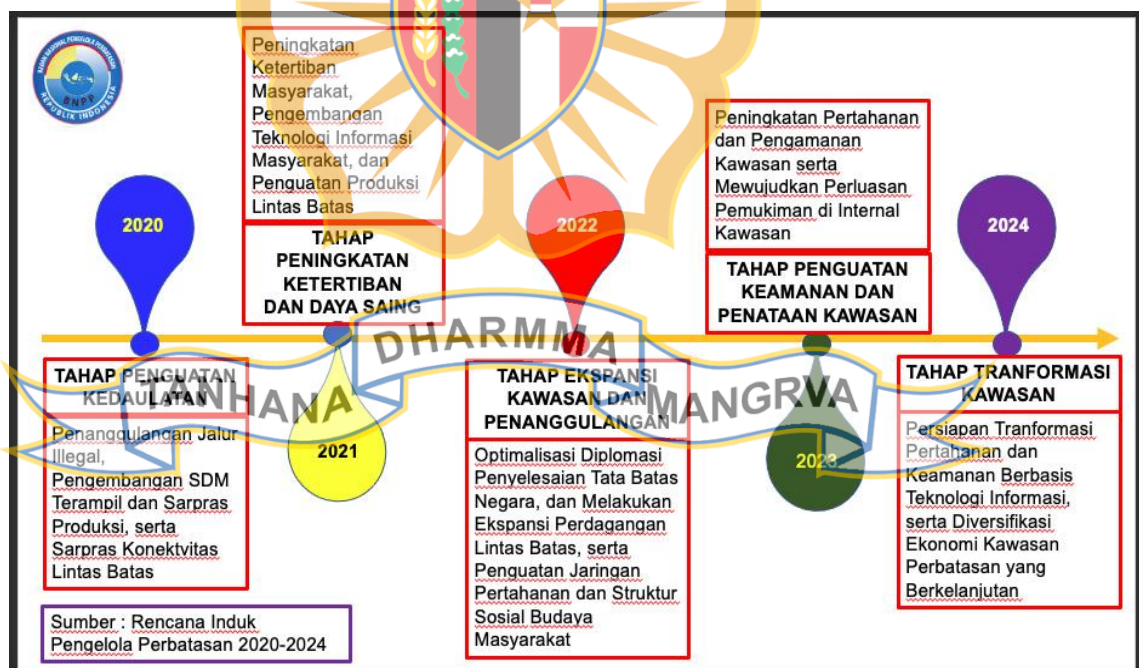 BADAN NASIONAL PENGELOLA PERBATASAN
BNPP
REPUBLIK INDONESIA
2020
TAHAP PENGUATAN
KEDAULATAN
Penanggulangan Jalur
Illegal,
Pengembangan SDM
Terampil dan Sarpras
Produksi, serta
Sarpras Konektvitas
Lintas Batas
Peningkatan
Ketertiban
Masyarakat,
Pengembangan
Teknologi Informasi
Masyarakat, dan
Penguatan Produksi
Lintas Batas
TAHAP
PENINGKATAN
KETERTIBAN
DAN DAYA SAING
2021
2022
TAHAP EKSPANSI
KAWASAN DAN
PENANGGULANGAN
Optimalisasi Diplomasi
Penyelesaian Tata Batas
Negara, dan Melakukan
Ekspansi Perdagangan
Lintas Batas, serta
Penguatan Jaringan
Pertahanan dan Struktur
Sosial Budaya
Masyarakat
Peningkatan Pertahanan
dan Pengamanan
Kawasan serta
Mewujudkan Perluasan
Pemukiman di Internal
Kawasan
TAHAP PENGUATAN
KEAMANAN DAN
PENATAAN KAWASAN
2023
2024
TAHAP TRANFORMASI
KAWASAN
Persiapan Tranformasi
Pertahanan dan
Keamanan Berbasis
Teknologi Informasi,
serta Diversifikasi
Ekonomi Kawasan
Perbatasan yang
Berkelanjutan
TANHANA DHARMMA MANGRVA
Sumber : Rencana Induk
Pengelola Perbatasan 2020-2024